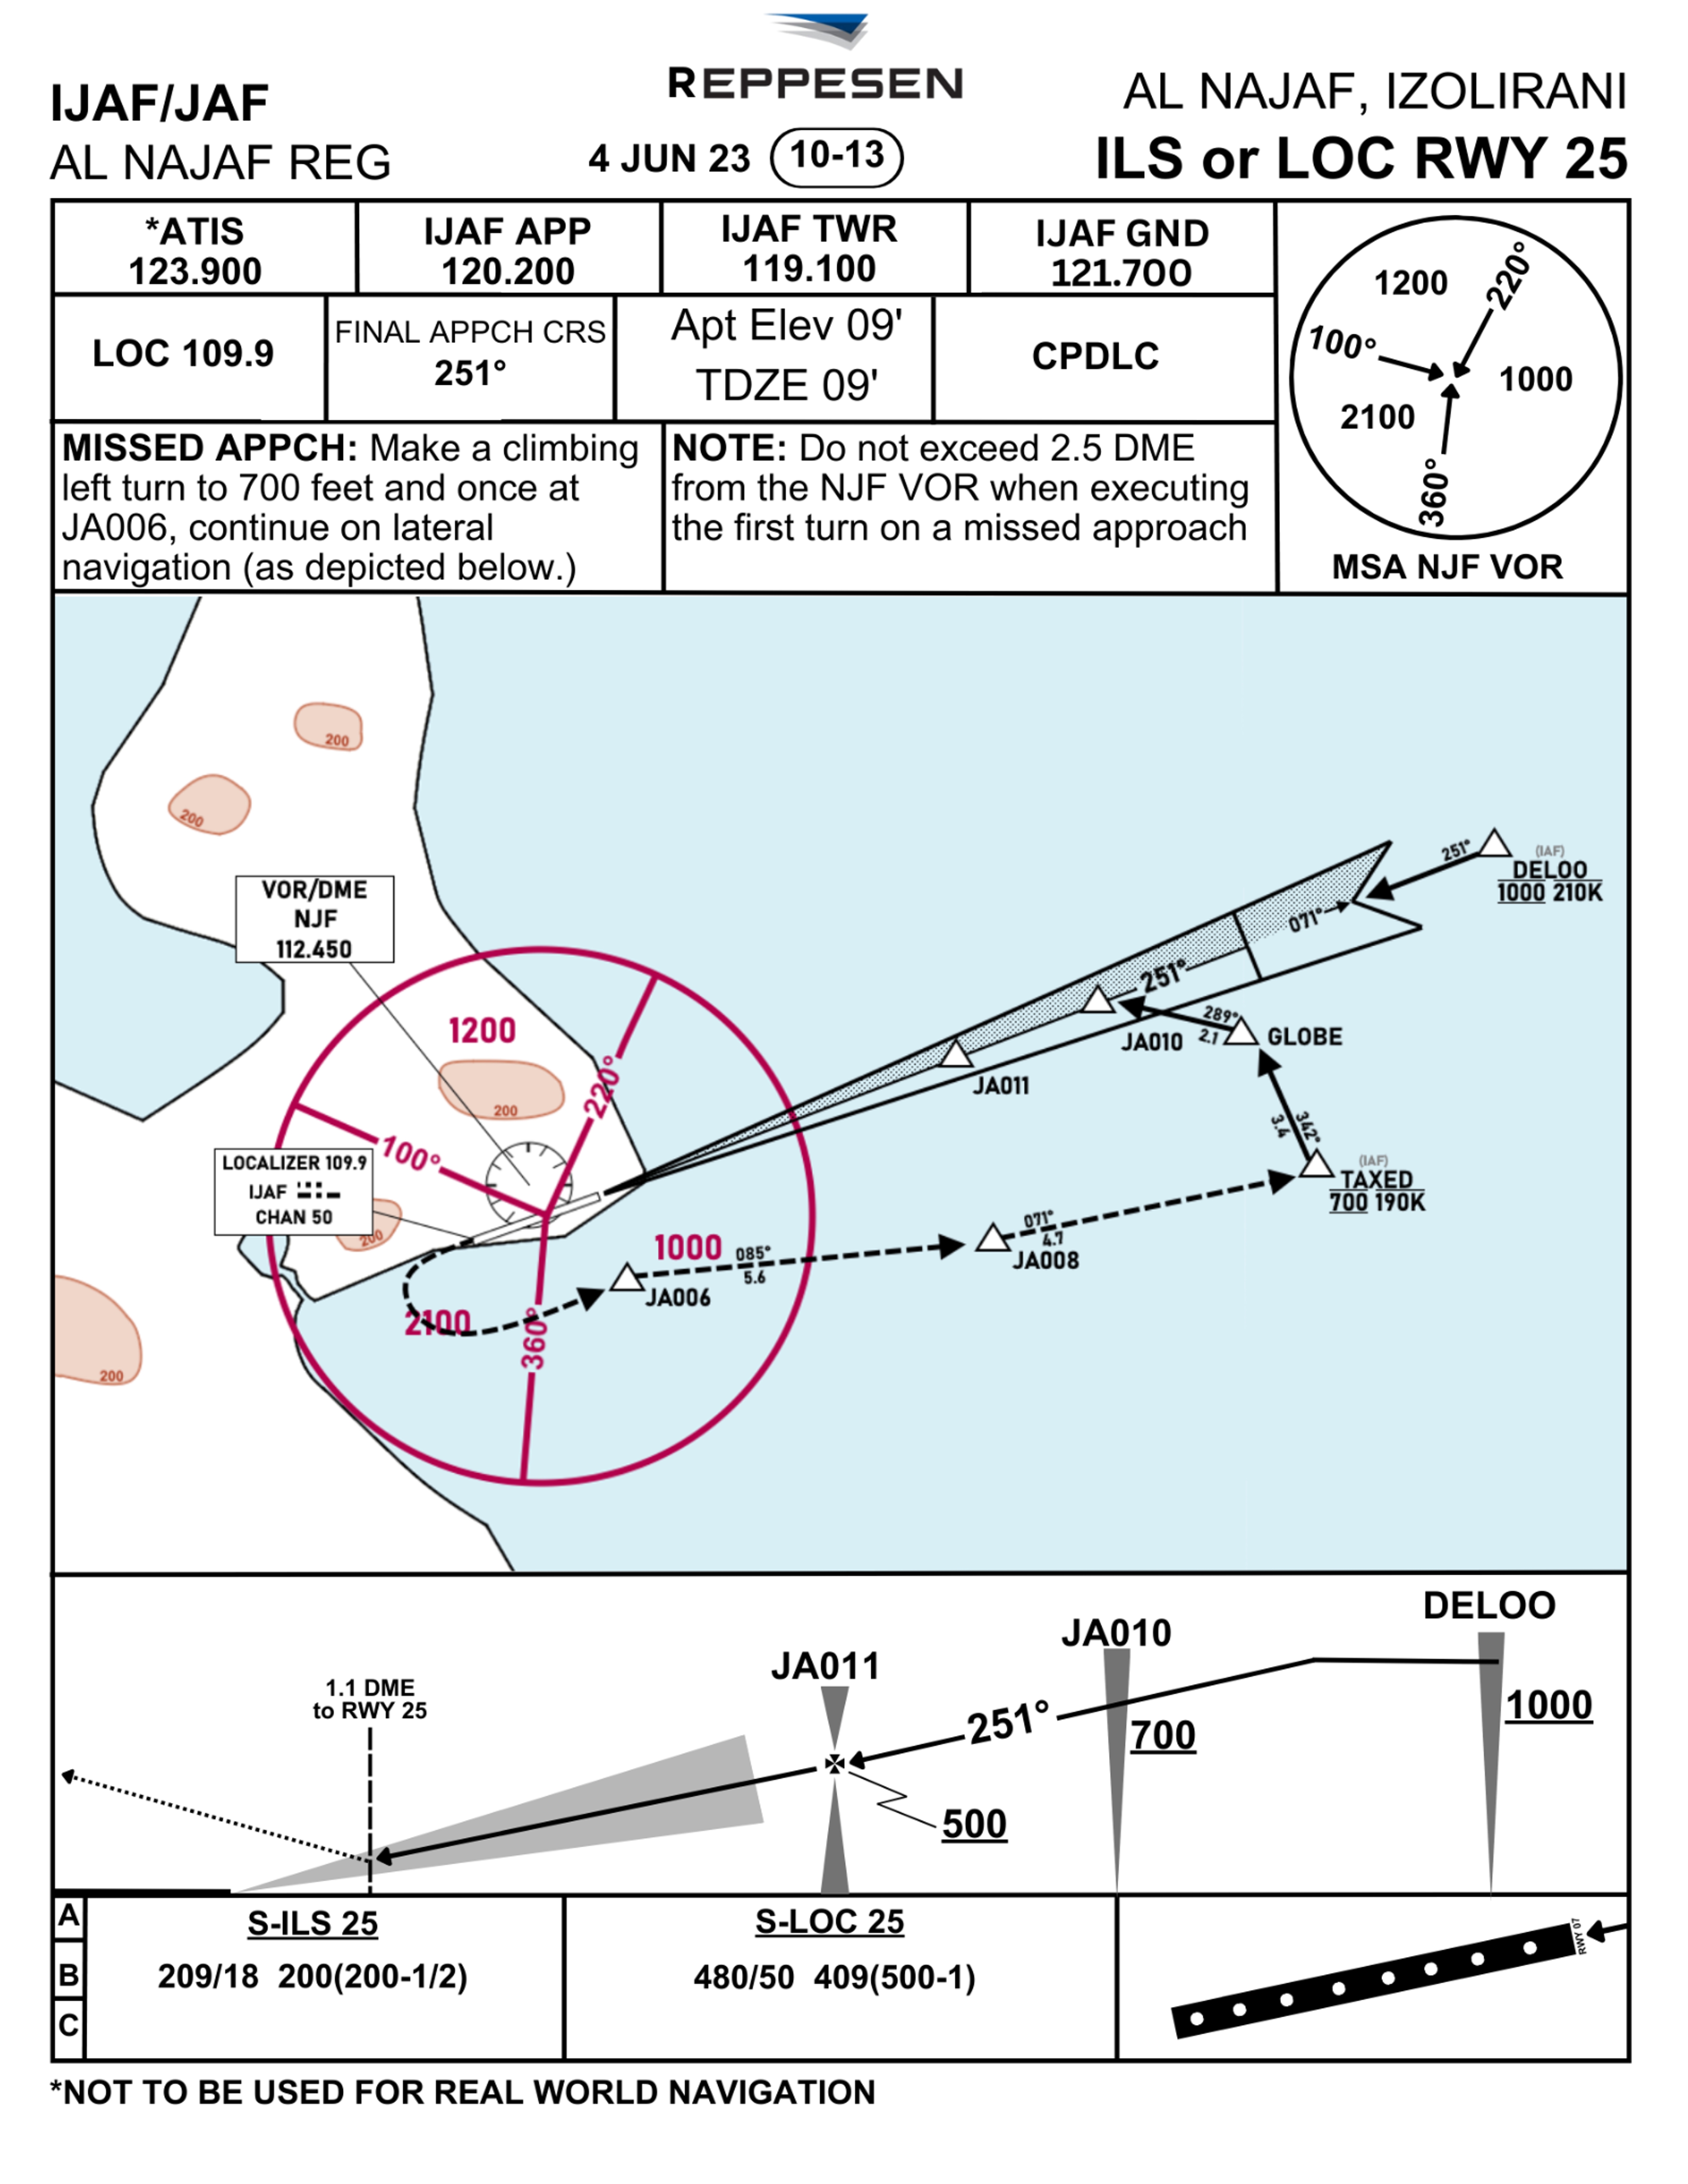 REPPESEN
IJAF/JAF
AL NAJAF REG
4 JUN 23
10-13
AL NAJAF, IZOLIRANI
ILS or LOC RWY 25
*ATIS
123.900
IJAF APP
120.200
IJAF TWR
119.100
IJAF GND
121.700
LOC 109.9
FINAL APPCH CRS
251°
Apt Elev 09'
TDZE 09'
CPDLC
MISSED APPCH: Make a climbing
left turn to 700 feet and once at
JA006, continue on lateral
navigation (as depicted below.)
NOTE: Do not exceed 2.5 DME
from the NJF VOR when executing
the first turn on a missed approach
1200
220°
100°
1000
2100
360°
MSA NJF VOR
200
200
VOR/DME
NJF
112.450
251°
(IAF)
DELOO
1000 210K
071°
251°
289°
2.1
GLOBE
JA010
JA011
1200
200
220°
100°
342°
3.4
LOCALIZER 109.9
IJAF
CHAN 50
200
(IAF)
TAXED
700 190K
071°
4.7
JA008
1000
085°
5.6
JA006
2100
360°
200
DELOO
JA010
JA011
1.1 DME
to RWY 25
251°
1000
700
500
A
B
C
S-ILS 25
209/18 200(200-1/2)
S-LOC 25
480/50 409(500-1)
RWY 07
*NOT TO BE USED FOR REAL WORLD NAVIGATION